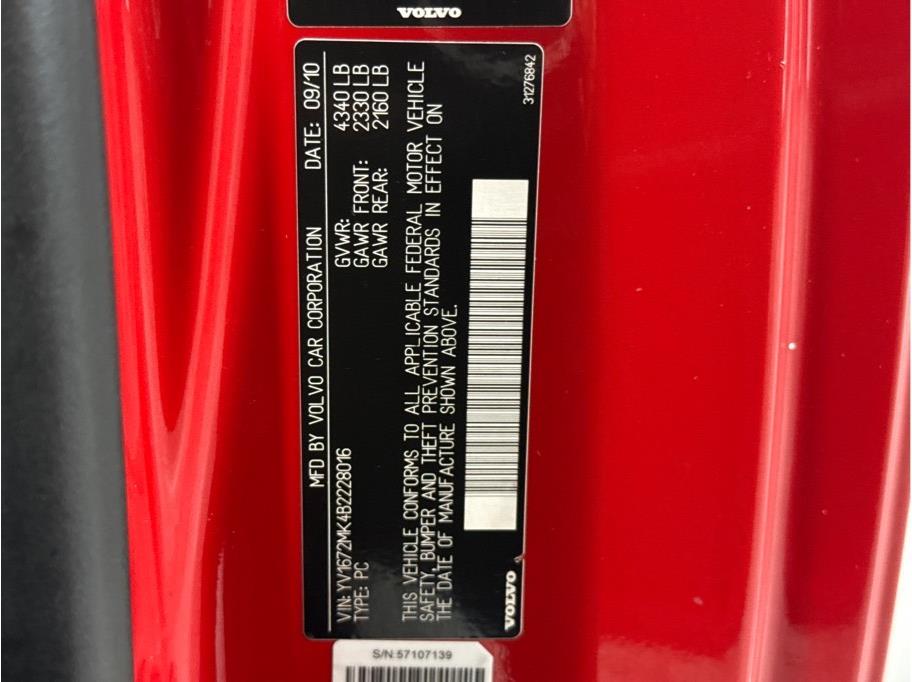 VOLVO
MFD BY VOLVO CAR CORPORATION DATE: 09/10
VIN: YV1672MK4B2228016 GVWR: 4340 LB
TYPE: PC GAWR FRONT: 2330 LB
GAWR REAR: 2160 LB
THIS VEHICLE CONFORMS TO ALL APPLICABLE FEDERAL MOTOR VEHICLE
SAFETY, BUMPER AND THEFT PREVENTION STANDARDS IN EFFECT ON
THE DATE OF MANUFACTURE SHOWN ABOVE.
VOLVO 31276842
S/N:57107139